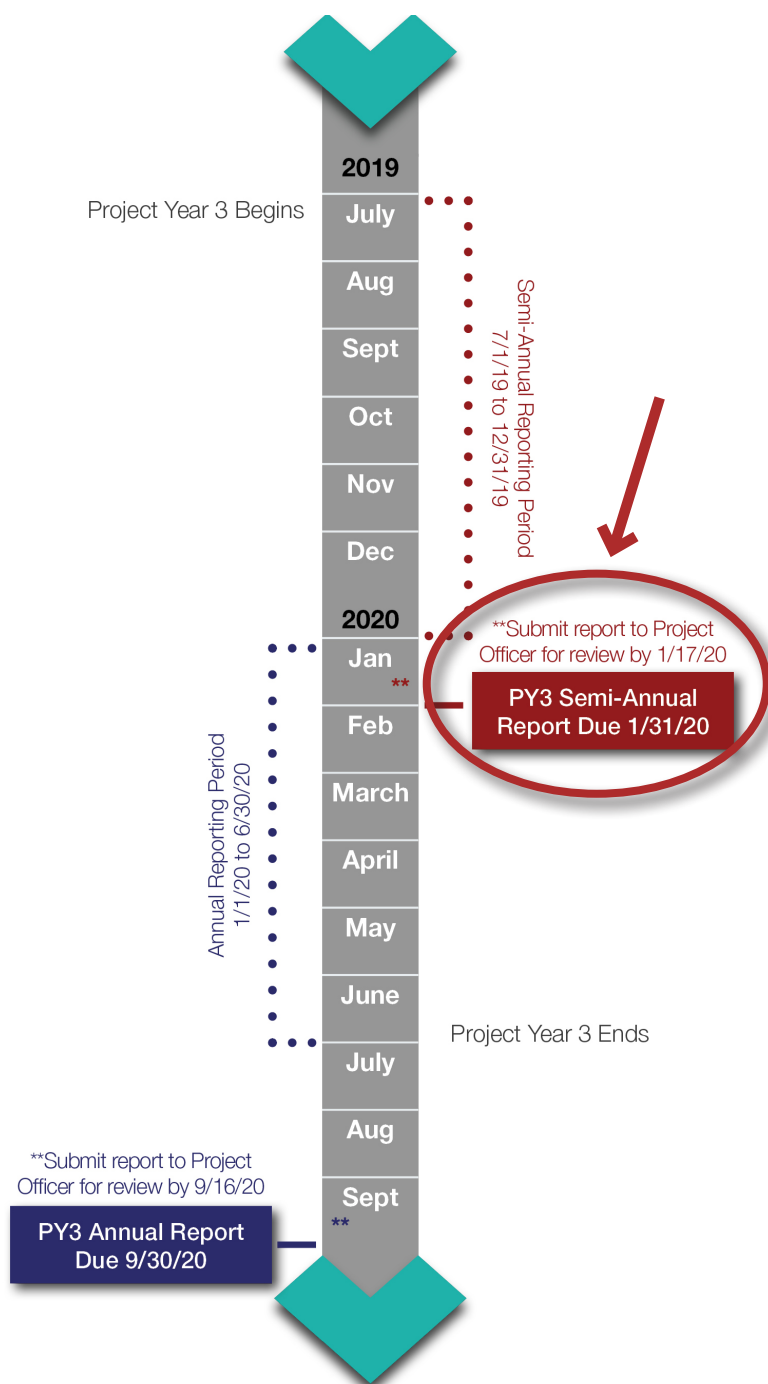 2019
Project Year 3 Begins
July
Aug
Sept
Oct
Nov
Dec
Semi-Annual Reporting Period
7/1/19 to 12/31/19
2020
Jan
**
**Submit report to Project
Officer for review by 1/17/20
PY3 Semi-Annual
Report Due 1/31/20
Feb
March
April
May
June
Annual Reporting Period
1/1/20 to 6/30/20
Project Year 3 Ends
July
Aug
Sept
**
**Submit report to Project
Officer for review by 9/16/20
PY3 Annual Report
Due 9/30/20